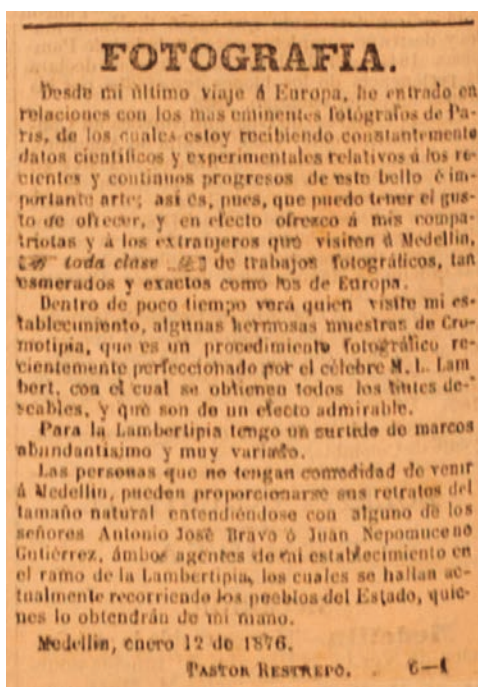 FOTOGRAFIA.
Desde mi último viaje á Europa, he entrado en
relaciones con los mas eminentes fotógrafos de Pa-
ris, de los cuales estoy recibiendo constantemente
datos científicos y experimentales relativos á los re-
cientes y continuos progresos de este bello é im-
portante arte; así es, pues, que puedo tener el gus-
to de ofrecer, y en efecto ofrezco á mis compa-
triotas y á los extranjeros que visiten á Medellin,
☞ toda clase ☜ de trabajos fotográficos, tan
esmerados y exactos como los de Europa.
Dentro de poco tiempo verá quien visite mi es-
tablecimiento, algunas hermosas muestras de Cro-
motipia, que es un procedimiento fotográfico re-
cientemente perfeccionado por el célebre M. L. Lam
bert, con el cual se obtienen todos los tintes de-
seables, y que son de un efecto admirable.
Para la Lambertipia tengo un surtido de marcos
abundantísimo y muy variado.
Las personas que no tengan comodidad de venir
á Medellin, pueden proporcionarse sus retratos del
tamaño natural entendiéndose con alguno de los
señores Antonio José Bravo ó Juan Nepomuceno
Gutiérrez, ámbos agentes de mi establecimiento en
el ramo de la Lambertipia, los cuales se hallan ac-
tualmente recorriendo los pueblos del Estado, quie-
nes lo obtendrán de mi mano.
Medellin, enero 12 de 1876.
PASTOR RESTREPO. 6-1